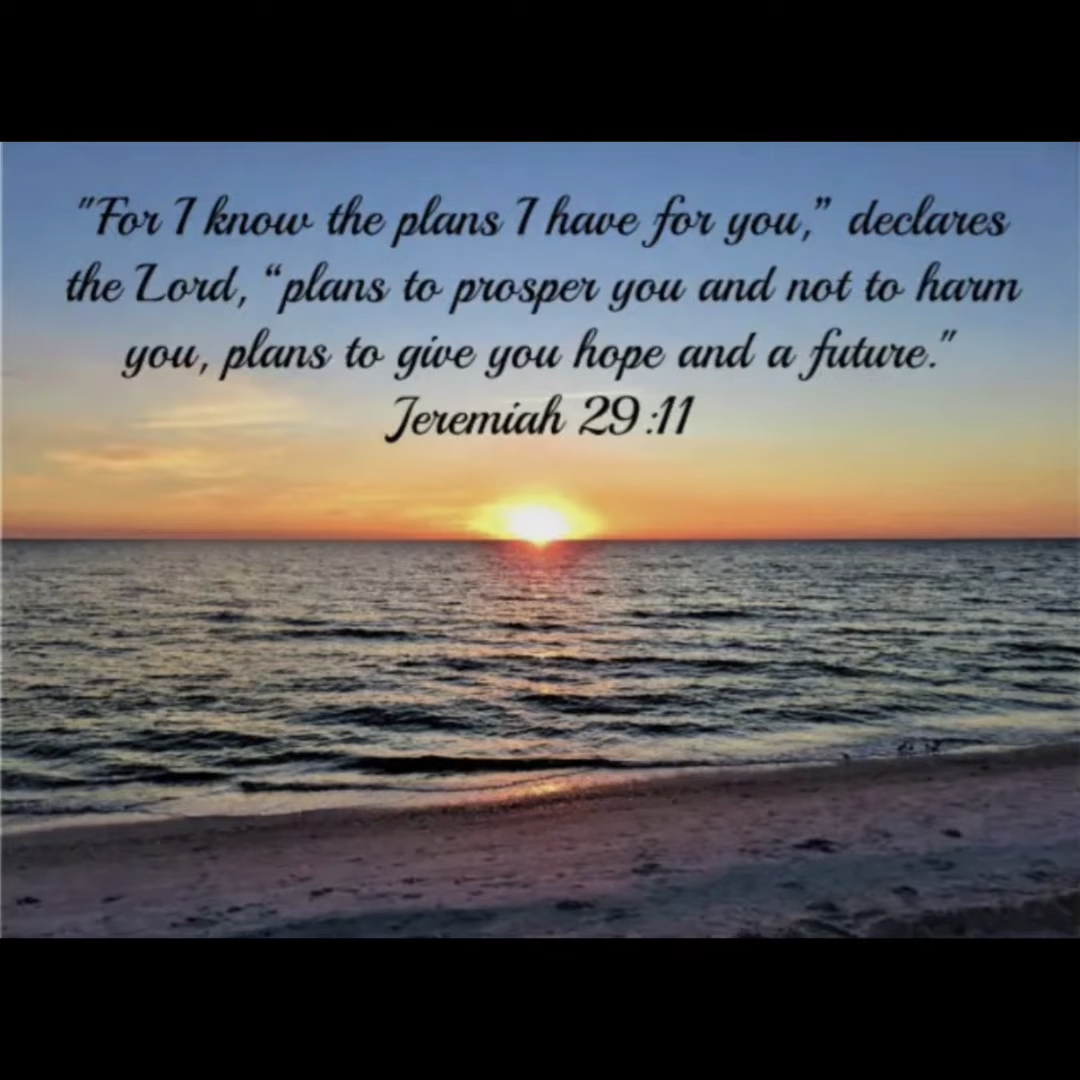 "For I know the plans I have for you,” declares
the Lord, “plans to prosper you and not to harm
you, plans to give you hope and a future."
Jeremiah 29:11